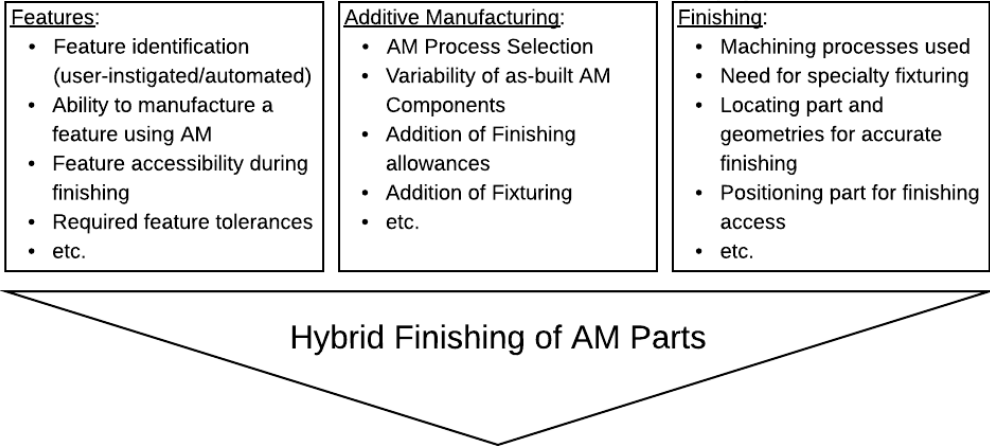 Features:
• Feature identification
(user-instigated/automated)
• Ability to manufacture a
feature using AM
• Feature accessibility during
finishing
• Required feature tolerances
• etc.
Additive Manufacturing:
• AM Process Selection
• Variability of as-built AM
Components
• Addition of Finishing
allowances
• Addition of Fixturing
• etc.
Finishing:
• Machining processes used
• Need for specialty fixturing
• Locating part and
geometries for accurate
finishing
• Positioning part for finishing
access
• etc.
Hybrid Finishing of AM Parts